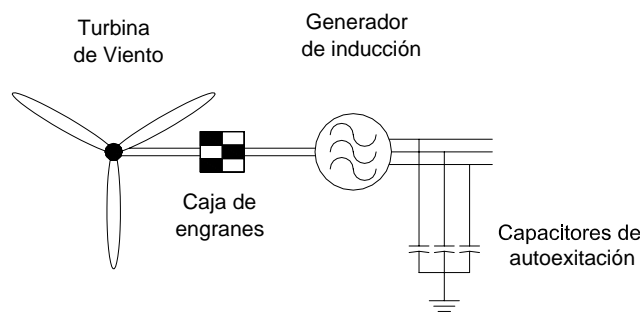 Turbina
de Viento
Generador
de inducción
Caja de
engranes
Capacitores de
autoexitación